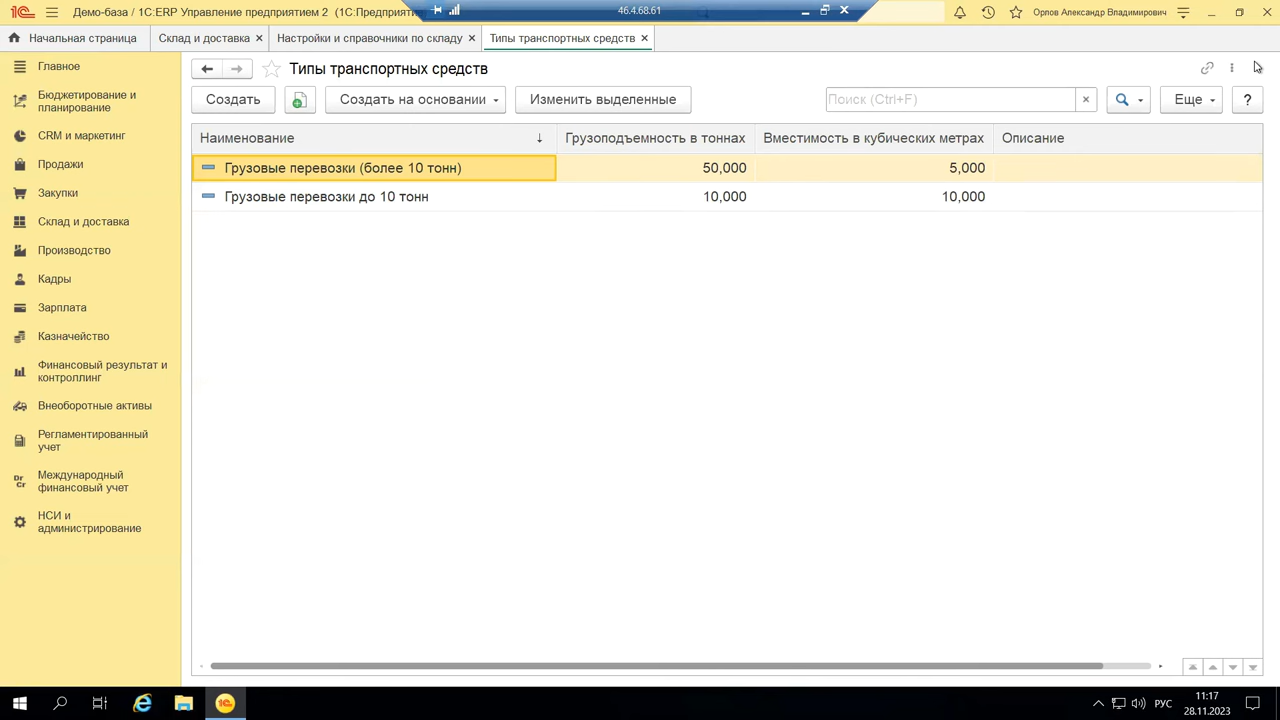 Демо-база / 1С:ERP Управление предприятием 2 (1С:Предприятие
46.4.68.61
Орлов Александр Владимирович
Начальная страница
Склад и доставка ×
Настройки и справочники по складу ×
Типы транспортных средств ×
Главное
Бюджетирование и
планирование
CRM и маркетинг
Продажи
Закупки
Склад и доставка
Производство
Кадры
Зарплата
Казначейство
Финансовый результат и
контроллинг
Внеоборотные активы
Регламентированный
учет
Международный
финансовый учет
НСИ и
администрирование
Типы транспортных средств
Создать
Создать на основании
Изменить выделенные
Поиск (Ctrl+F)
×
Еще
?
Наименование ↓ Грузоподъемность в тоннах Вместимость в кубических метрах Описание
Грузовые перевозки (более 10 тонн) 50,000 5,000
Грузовые перевозки до 10 тонн 10,000 10,000
РУС
11:17
28.11.2023